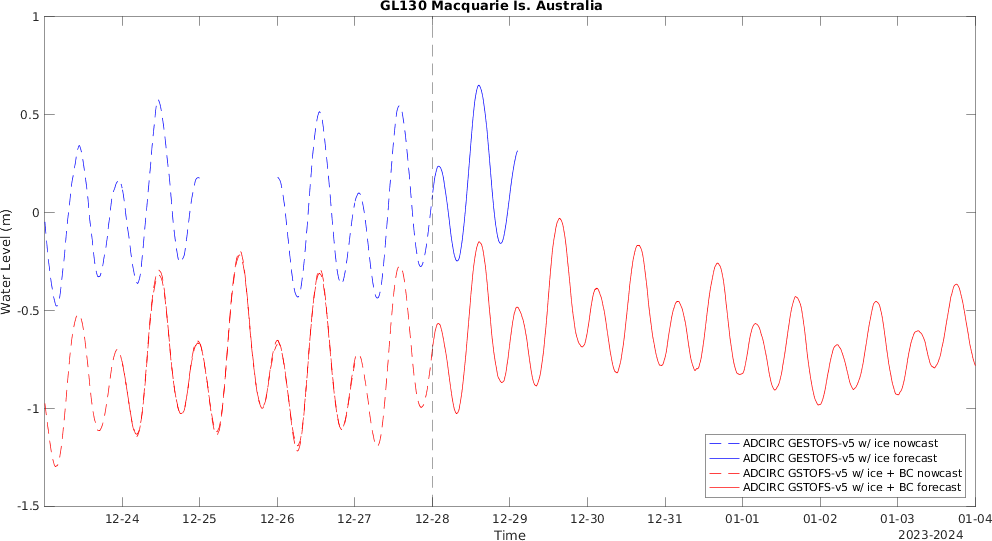 GL130 Macquarie Is. Australia
1
0.5
0
-0.5
-1
-1.5
Water Level (m)
ADCIRC GESTOFS-v5 w/ ice nowcast
ADCIRC GESTOFS-v5 w/ ice forecast
ADCIRC GSTOFS-v5 w/ ice + BC nowcast
ADCIRC GSTOFS-v5 w/ ice + BC forecast
12-24 12-25 12-26 12-27 12-28 12-29 12-30 12-31 01-01 01-02 01-03 01-04
Time
2023-2024